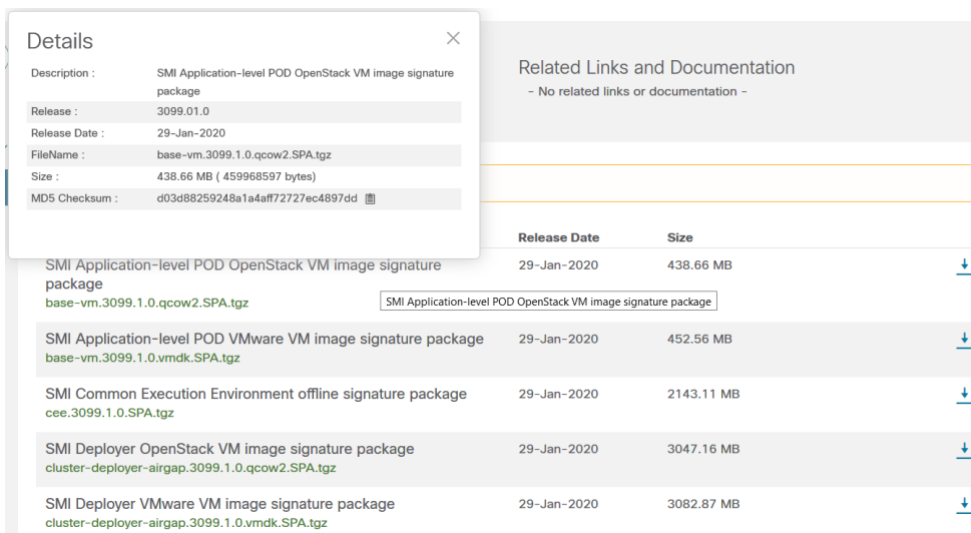 Details
Description :
SMI Application-level POD OpenStack VM image signature
package
Release :
3099.01.0
Release Date :
29-Jan-2020
FileName :
base-vm.3099.1.0.qcow2.SPA.tgz
Size :
438.66 MB ( 459968597 bytes)
MD5 Checksum :
d03d88259248a1a4aff72727ec4897dd
Related Links and Documentation
- No related links or documentation -
Release Date
Size
SMI Application-level POD OpenStack VM image signature
package
base-vm.3099.1.0.qcow2.SPA.tgz
29-Jan-2020
438.66 MB
SMI Application-level POD OpenStack VM image signature package
SMI Application-level POD VMware VM image signature package
base-vm.3099.1.0.vmdk.SPA.tgz
29-Jan-2020
452.56 MB
SMI Common Execution Environment offline signature package
cee.3099.1.0.SPA.tgz
29-Jan-2020
2143.11 MB
SMI Deployer OpenStack VM image signature package
cluster-deployer-airgap.3099.1.0.qcow2.SPA.tgz
29-Jan-2020
3047.16 MB
SMI Deployer VMware VM image signature package
cluster-deployer-airgap.3099.1.0.vmdk.SPA.tgz
29-Jan-2020
3082.87 MB